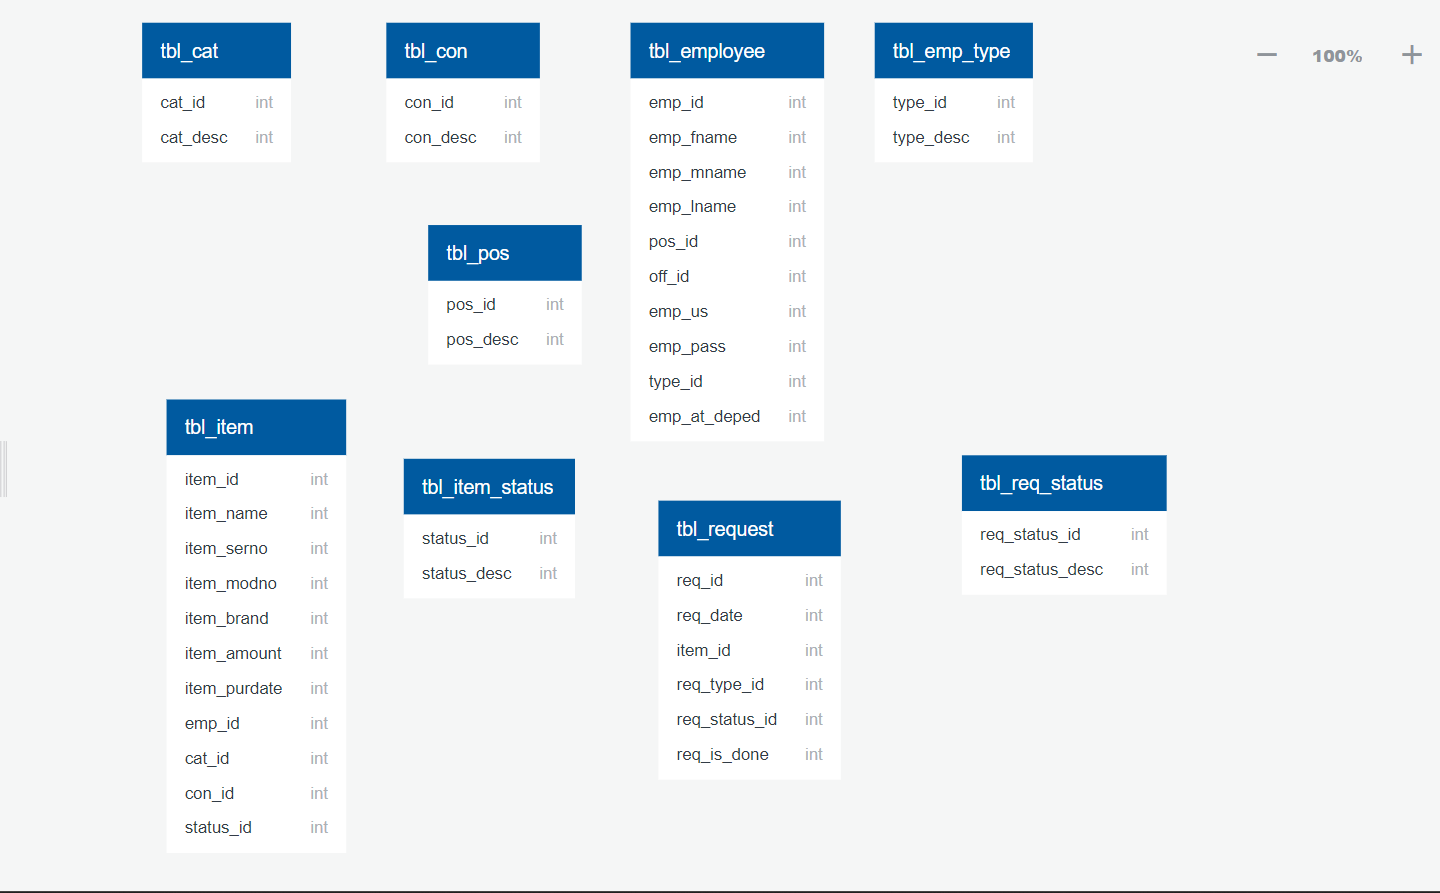 tbl_cat
cat_id int
cat_desc int
tbl_con
con_id int
con_desc int
tbl_employee
emp_id int
emp_fname int
emp_mname int
emp_lname int
pos_id int
off_id int
emp_us int
emp_pass int
type_id int
emp_at_deped int
tbl_emp_type
type_id int
type_desc int
100%
tbl_pos
pos_id int
pos_desc int
tbl_item
item_id int
item_name int
item_serno int
item_modno int
item_brand int
item_amount int
item_purdate int
emp_id int
cat_id int
con_id int
status_id int
tbl_item_status
status_id int
status_desc int
tbl_request
req_id int
req_date int
item_id int
req_type_id int
req_status_id int
req_is_done int
tbl_req_status
req_status_id int
req_status_desc int